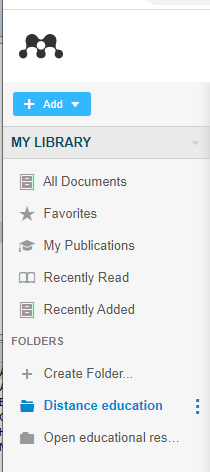 Add
MY LIBRARY
All Documents
Favorites
My Publications
Recently Read
Recently Added
FOLDERS
Create Folder...
Distance education
Open educational res...